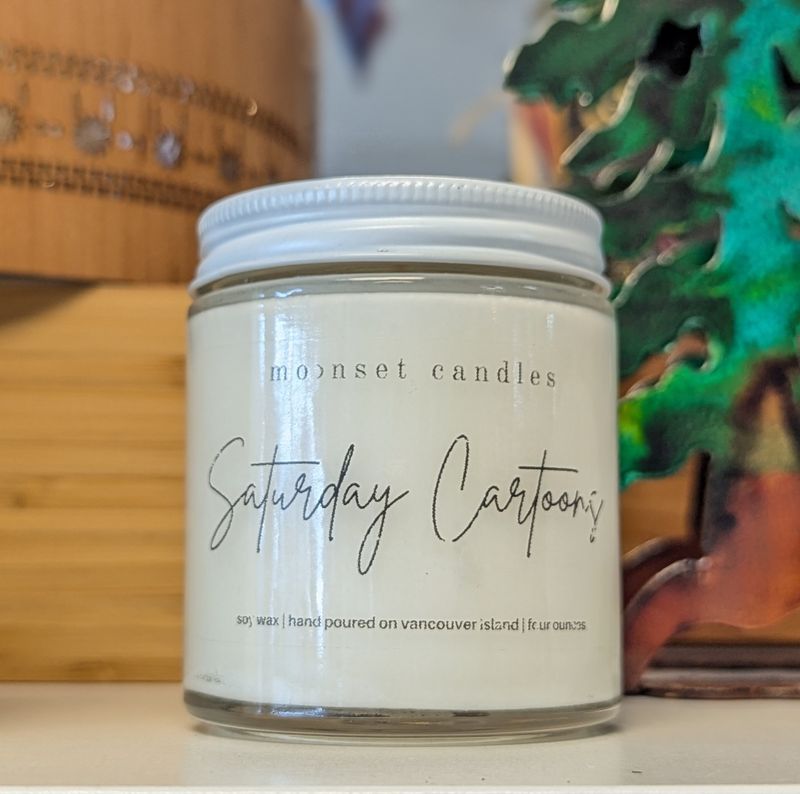 moonset candles
Saturday Cartoons
soy wax | hand poured on vancouver island | four ounces